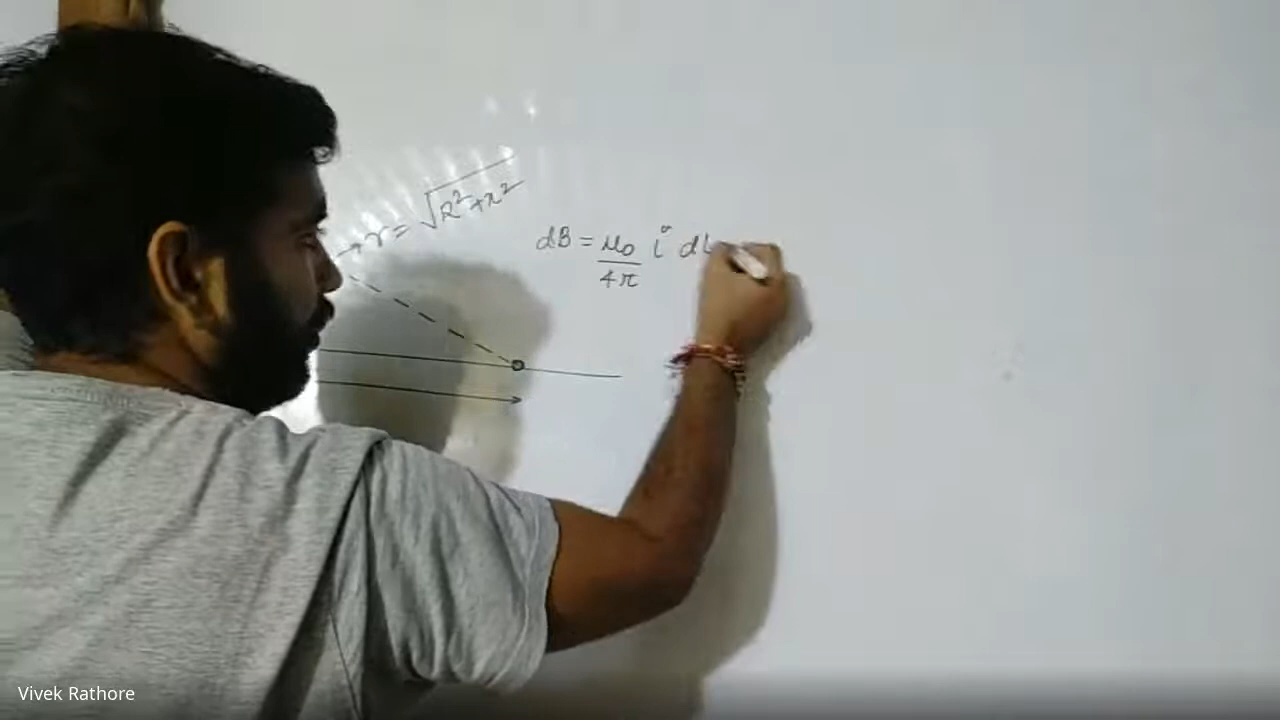 → r = √R²+x²
dB = μ₀ i dl
4π
Vivek Rathore